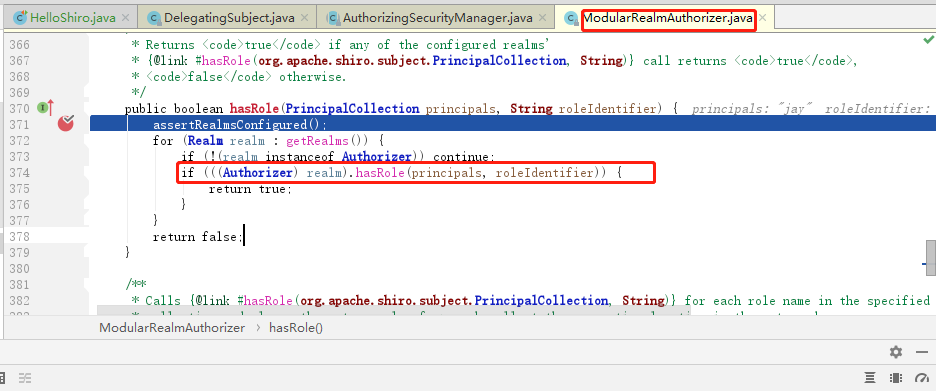 HelloShiro.java × DelegatingSubject.java × AuthorizingSecurityManager.java × ModularRealmAuthorizer.java ×
366 * Returns <code>true</code> if any of the configured realms'
367 * {@link #hasRole(org.apache.shiro.subject.PrincipalCollection, String)} call returns <code>true</code>,
368 * <code>false</code> otherwise.
369 */
370 public boolean hasRole(PrincipalCollection principals, String roleIdentifier) { principals: "jay" roleIdentifier:
371 assertRealmsConfigured();
372 for (Realm realm : getRealms()) {
373 if (!(realm instanceof Authorizer)) continue;
374 if (((Authorizer) realm).hasRole(principals, roleIdentifier)) {
375 return true;
376 }
377 }
378 return false;
379 }
380
381 /**
382 * Calls {@link #hasRole(org.apache.shiro.subject.PrincipalCollection, String)} for each role name in the specified
ModularRealmAuthorizer › hasRole()